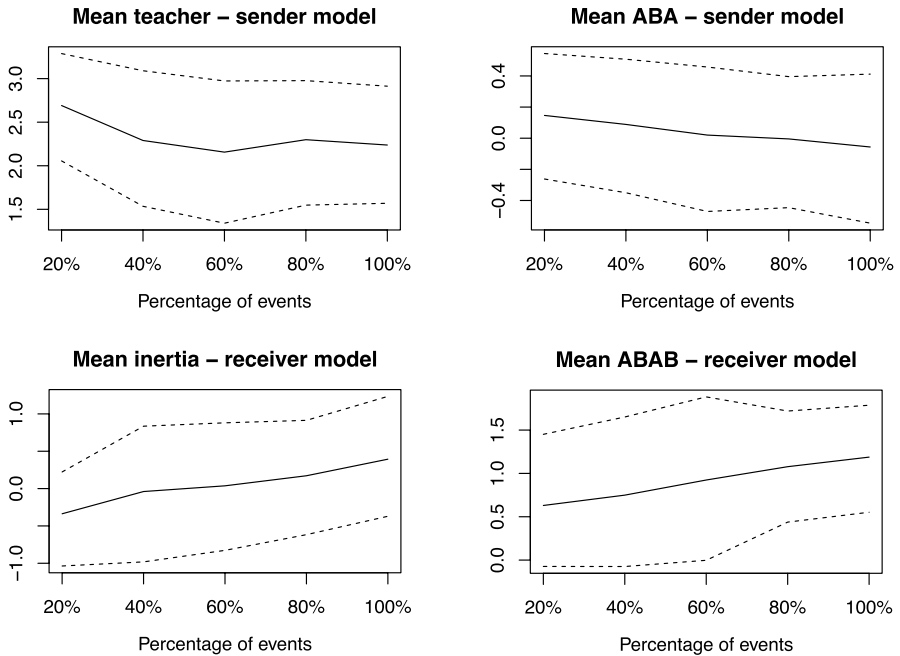 Mean teacher – sender model
3.0
2.5
2.0
1.5
20% 40% 60% 80% 100%
Percentage of events
Mean ABA – sender model
0.4
0.0
−0.4
20% 40% 60% 80% 100%
Percentage of events
Mean inertia – receiver model
1.0
0.0
−1.0
20% 40% 60% 80% 100%
Percentage of events
Mean ABAB – receiver model
1.5
1.0
0.5
0.0
20% 40% 60% 80% 100%
Percentage of events